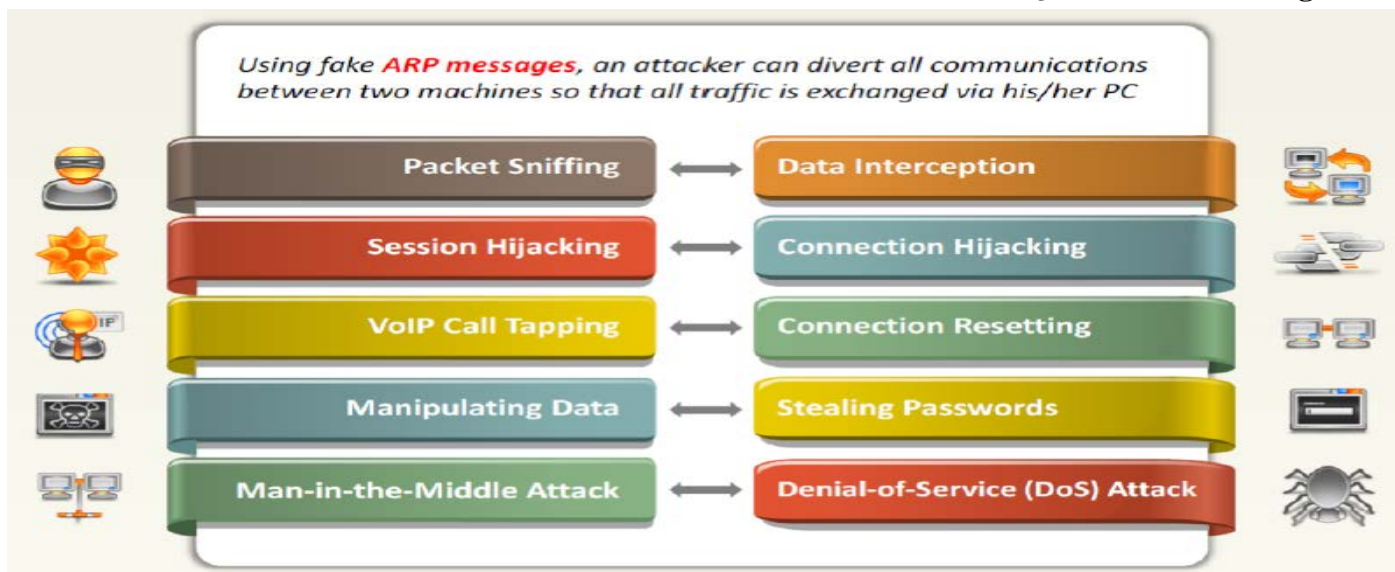 Using fake ARP messages, an attacker can divert all communications
between two machines so that all traffic is exchanged via his/her PC
Packet Sniffing
Data Interception
Session Hijacking
Connection Hijacking
VoIP Call Tapping
Connection Resetting
Manipulating Data
Stealing Passwords
Man-in-the-Middle Attack
Denial-of-Service (DoS) Attack